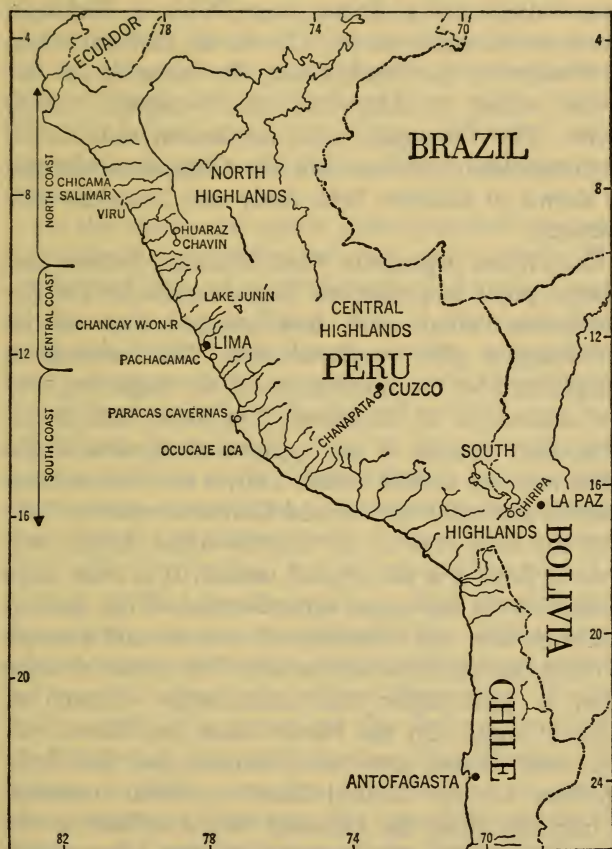 78
74
70
4
4
ECUADOR
BRAZIL
NORTH
HIGHLANDS
NORTH COAST
8
8
CHICAMA
SALIMAR
VIRU
HUARAZ
CHAVIN
LAKE JUNÍN
CENTRAL
HIGHLANDS
CENTRAL COAST
CHANCAY W-ON-R
LIMA
12
12
PERU
PACHACAMAC
CUZCO
CHANAPATA
PARACAS CAVERNAS
SOUTH COAST
OCUCAJE ICA
SOUTH
16
CHIRIPA
LA PAZ
16
HIGHLANDS
BOLIVIA
20
20
CHILE
ANTOFAGASTA
24
82
78
74
70